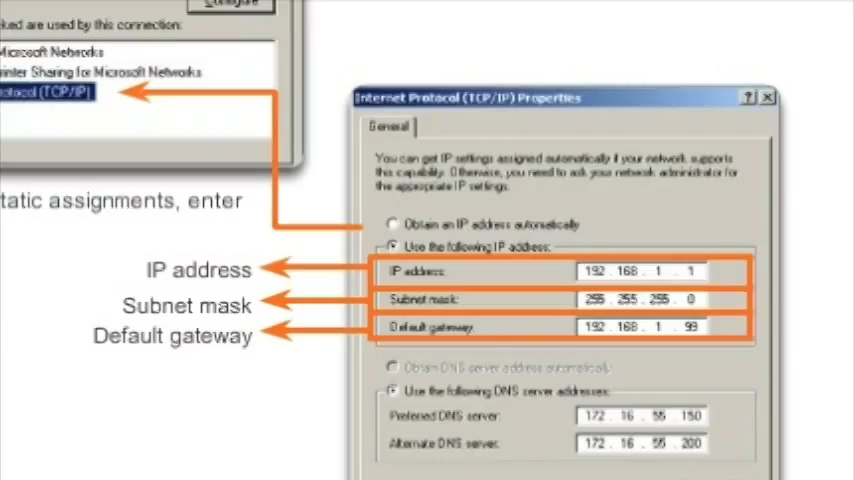 Configure
ked are used by this connection:
Microsoft Networks
rinter Sharing for Microsoft Networks
otocol (TCP/IP)
Internet Protocol (TCP/IP) Properties
General
You can get IP settings assigned automatically if your network supports
this capability. Otherwise, you need to ask your network administrator for
the appropriate IP settings.
tatic assignments, enter
Obtain an IP address automatically
Use the following IP address:
IP address
IP address: 192 . 168 . 1 . 1
Subnet mask
Subnet mask: 255 . 255 . 255 . 0
Default gateway
Default gateway: 192 . 168 . 1 . 99
Obtain DNS server address automatically
Use the following DNS server addresses:
Preferred DNS server: 172 . 16 . 55 . 150
Alternate DNS server: 172 . 16 . 55 . 200